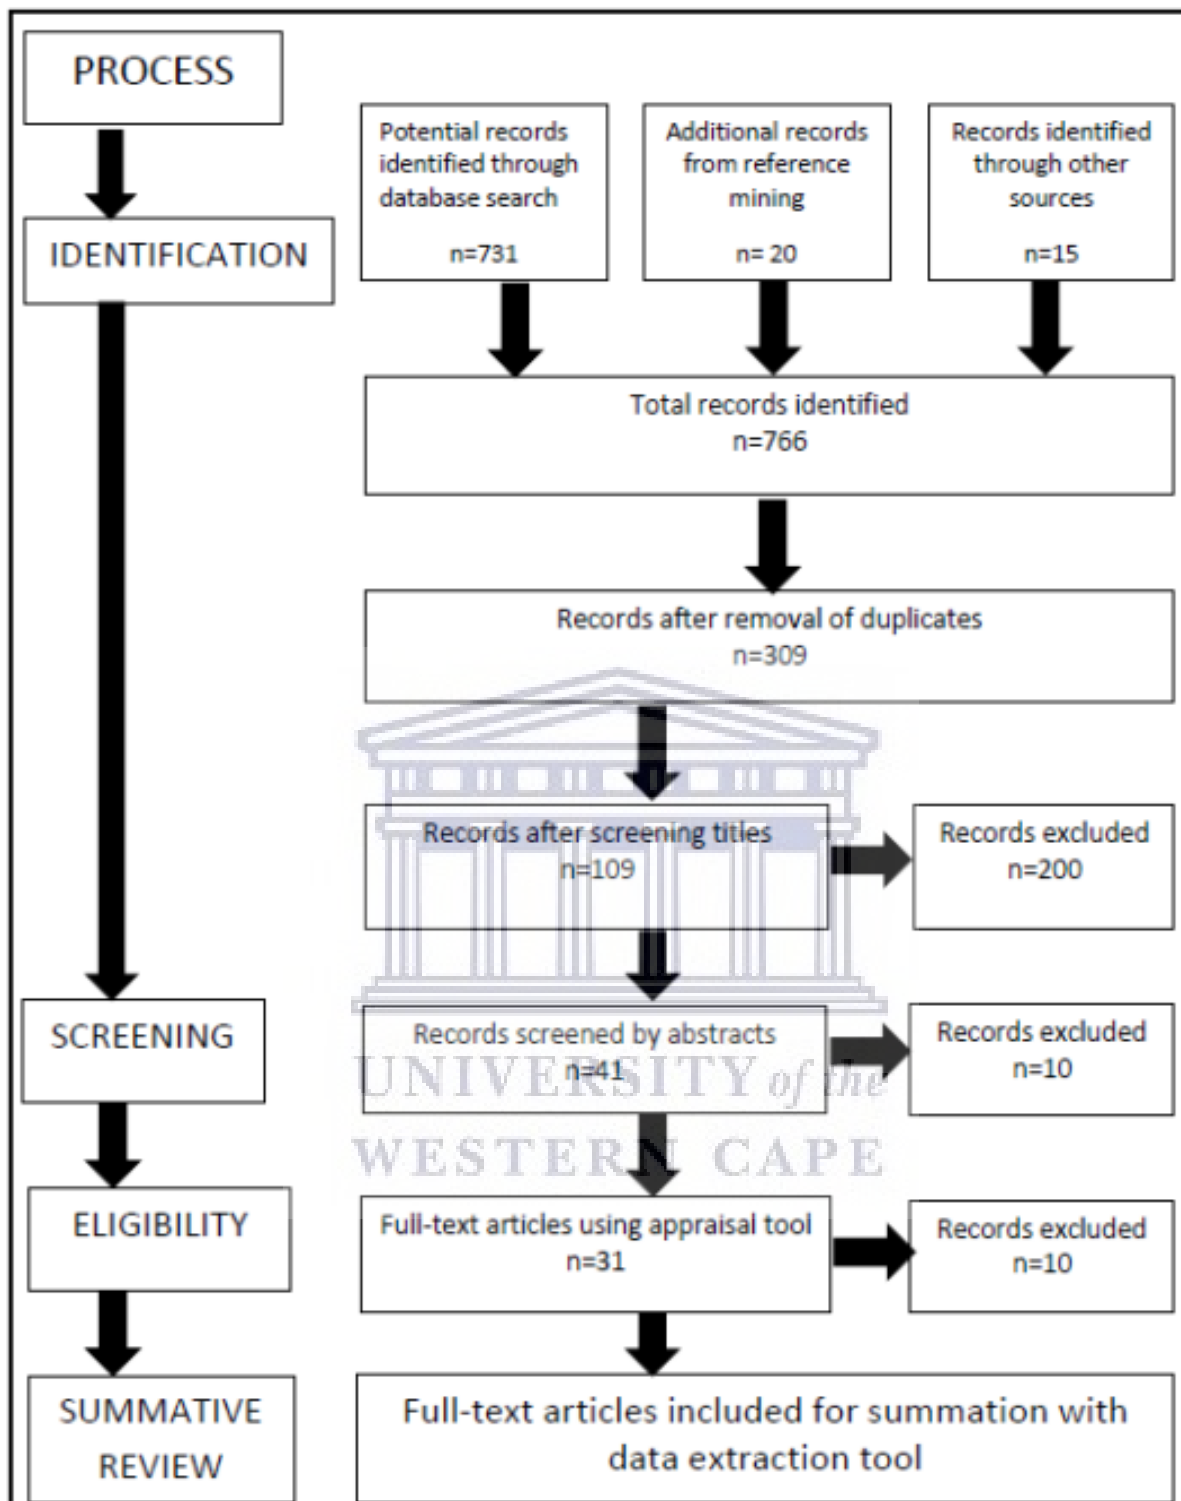 PROCESS
Potential records
identified through
database search
n=731
Additional records
from reference
mining
n= 20
Records identified
through other
sources
n=15
IDENTIFICATION
Total records identified
n=766
Records after removal of duplicates
n=309
Records after screening titles
n=109
Records excluded
n=200
SCREENING
Records screened by abstracts
n=41
Records excluded
n=10
UNIVERSITY of the
WESTERN CAPE
ELIGIBILITY
Full-text articles using appraisal tool
n=31
Records excluded
n=10
SUMMATIVE
REVIEW
Full-text articles included for summation with
data extraction tool